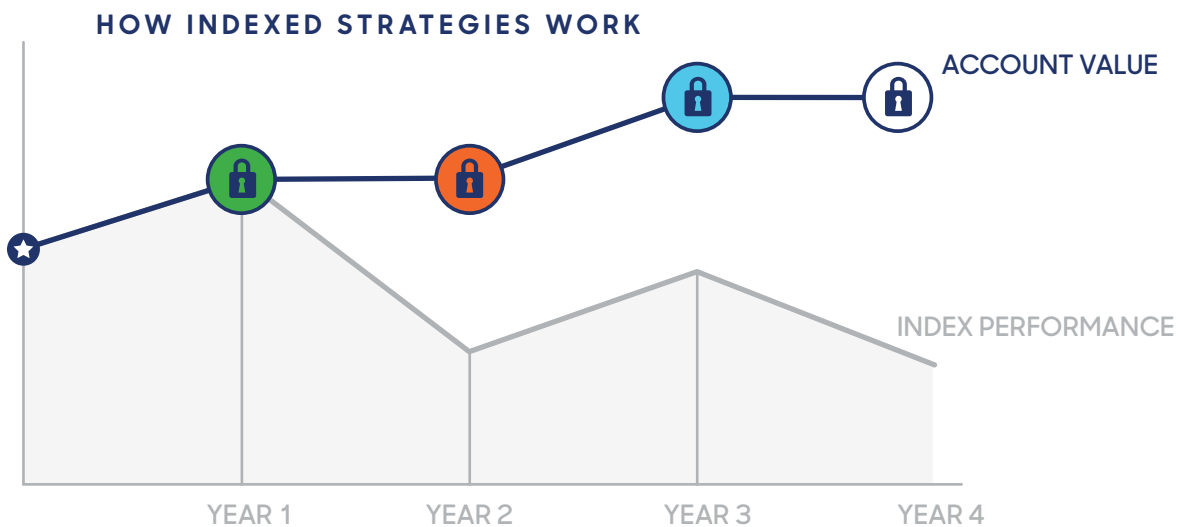 HOW INDEXED STRATEGIES WORK
ACCOUNT VALUE
INDEX PERFORMANCE
YEAR 1
YEAR 2
YEAR 3
YEAR 4